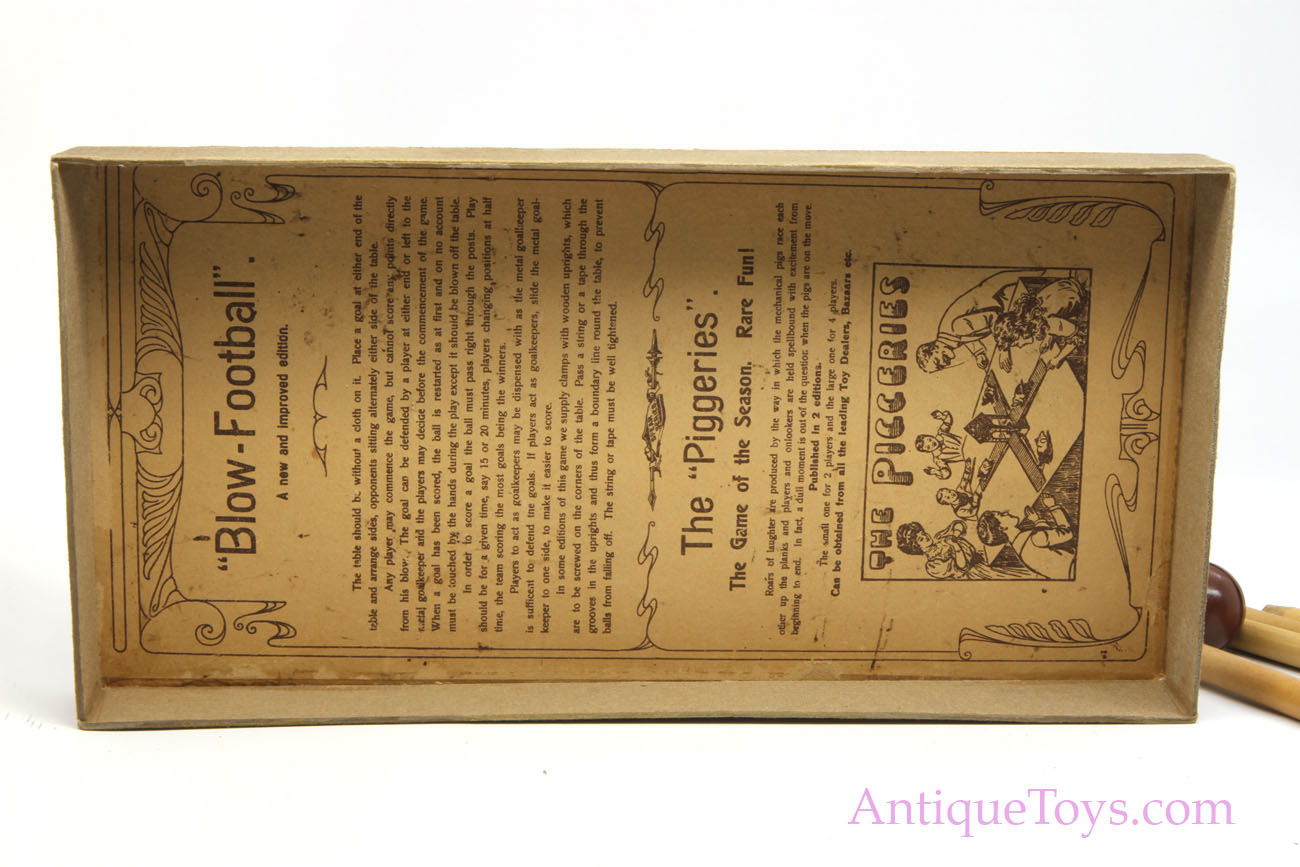 "Blow-Football".
A new and improved edition.
The table should be without a cloth on it. Place a goal at either end of the
table and arrange sides, opponents sitting alternately either side of the table.
Any player may commence the game, but cannot score any points directly
from his blow. The goal can be defended by a player at either end or left to the
metal goalkeeper and the players may decide before the commencement of the game.
When a goal has been scored, the ball is restarted as at first and on no account
must be touched by the hands during the play except it should be blown off the table.
In order to score a goal the ball must pass right through the posts. Play
should be for a given time, say 15 or 20 minutes, players changing positions at half
time, the team scoring the most goals being the winners.
Players to act as goalkeepers may be dispensed with as the metal goalkeeper
is sufficent to defend the goals. If players act as goalkeepers, slide the metal goal-
keeper to one side, to make it easier to score.
In some editions of this game we supply clamps with wooden uprights, which
are to be screwed on the corners of the table. Pass a string or a tape through the
grooves in the uprights and thus form a boundary line round the table, to prevent
balls from falling off. The string or tape must be well tightened.
The "Piggeries".
The Game of the Season. Rare Fun!
Roars of laughter are produced by the way in which the mechanical pigs race each
other up the planks and players and onlookers are held spellbound with excitement from
beginning to end. In fact, a dull moment is out of the question when the pigs are on the move.
Published in 2 editions.
The small one for 2 players and the large one for 4 players.
Can be obtained from all the leading Toy Dealers, Bazaars etc.
THE PIGGERIES
AntiqueToys.com